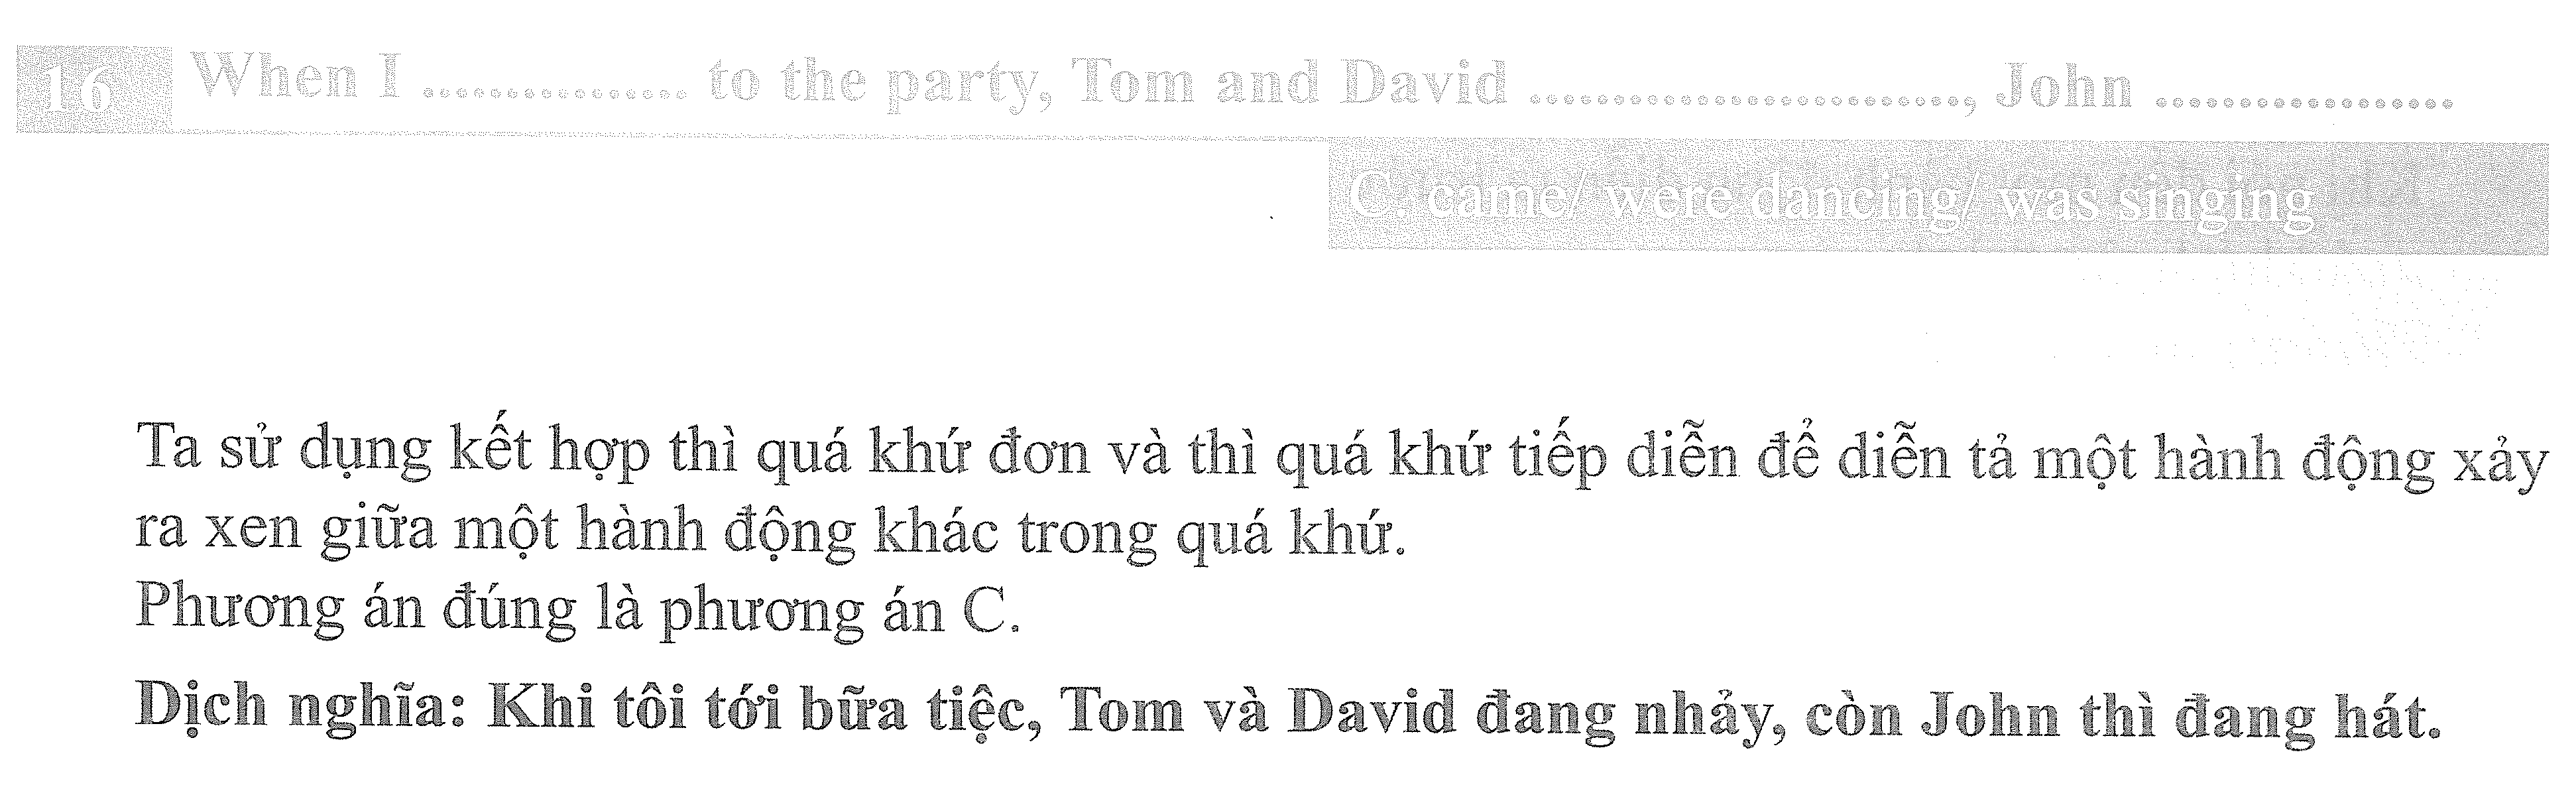 16 When I ................ to the party, Tom and David .........................., John ..................
C. came/ were dancing/ was singing
Ta sử dụng kết hợp thì quá khứ đơn và thì quá khứ tiếp diễn để diễn tả một hành động xảy
ra xen giữa một hành động khác trong quá khứ.
Phương án đúng là phương án C.
Dịch nghĩa: Khi tôi tới bữa tiệc, Tom và David đang nhảy, còn John thì đang hát.